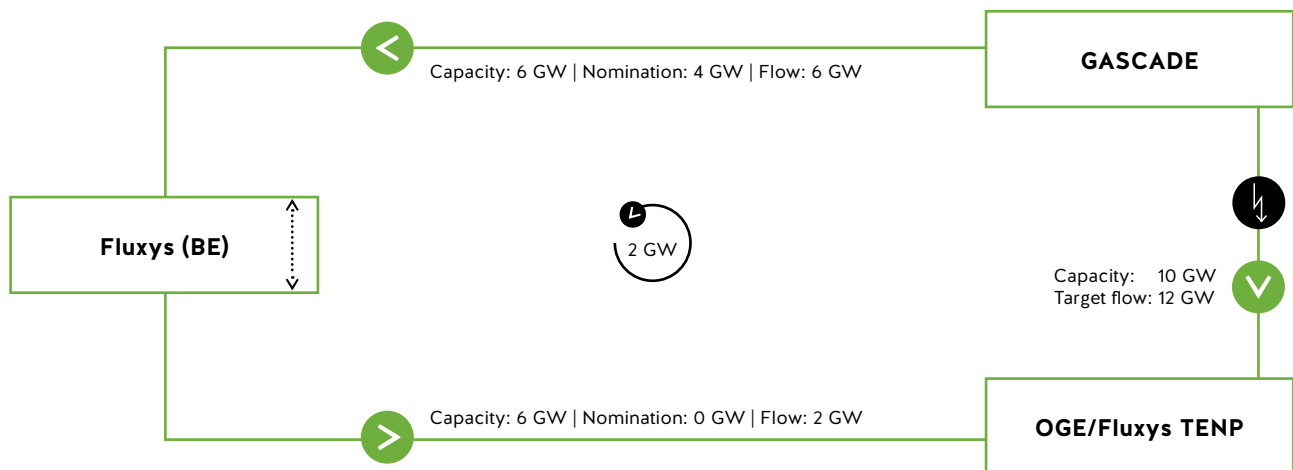 GASCADE
Capacity: 6 GW | Nomination: 4 GW | Flow: 6 GW
Fluxys (BE)
2 GW
Capacity: 10 GW
Target flow: 12 GW
Capacity: 6 GW | Nomination: 0 GW | Flow: 2 GW
OGE/Fluxys TENP